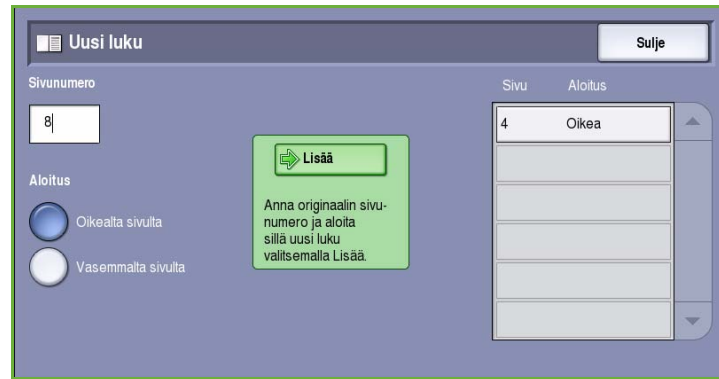 Uusi luku
Sulje
Sivunumero
8
Aloitus
Oikealta sivulta
Vasemmalta sivulta
Lisää
Anna originaalin sivu-
numero ja aloita
sillä uusi luku
valitsemalla Lisää.
Sivu Aloitus
4 Oikea